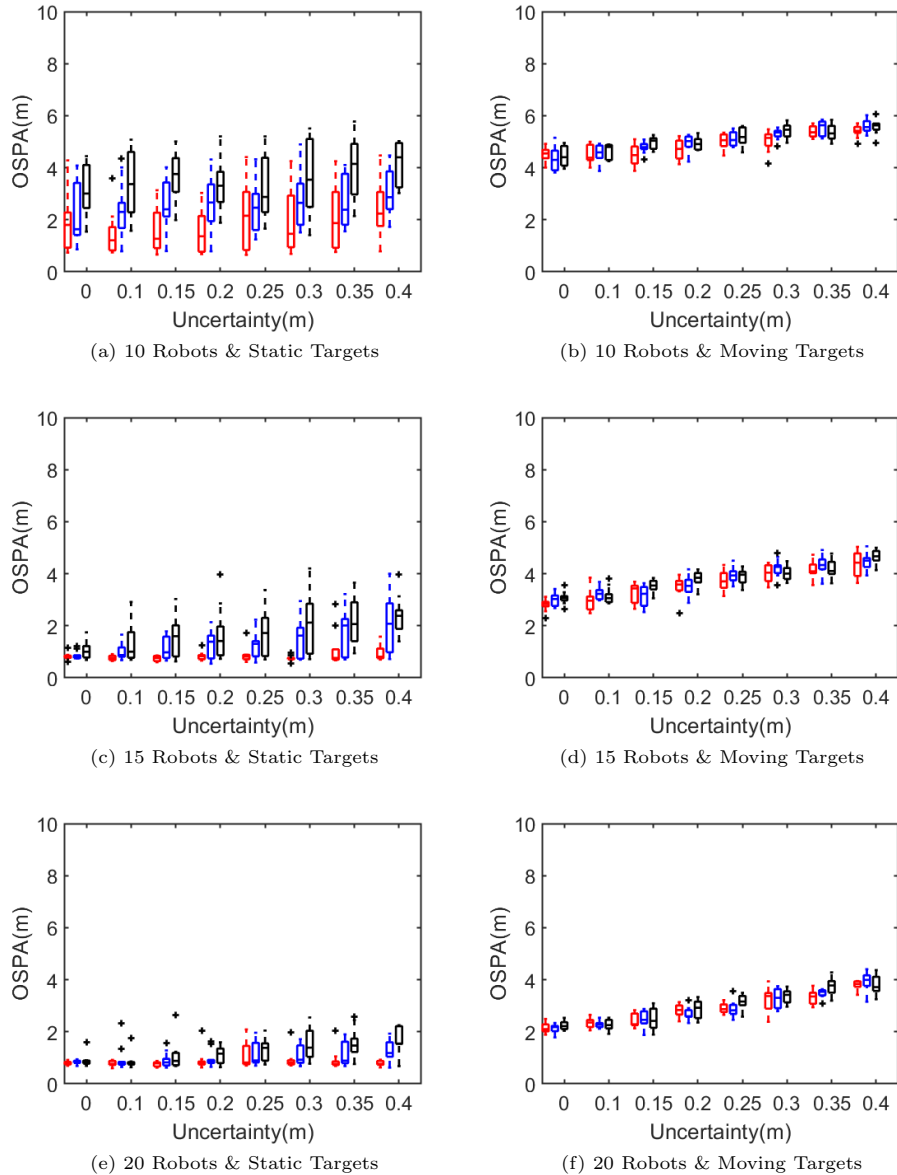 10
8
6
4
2
0
OSPA(m)
0 0.1 0.15 0.2 0.25 0.3 0.35 0.4
Uncertainty(m)
(a) 10 Robots & Static Targets
10
8
6
4
2
0
OSPA(m)
0 0.1 0.15 0.2 0.25 0.3 0.35 0.4
Uncertainty(m)
(b) 10 Robots & Moving Targets
10
8
6
4
2
0
OSPA(m)
0 0.1 0.15 0.2 0.25 0.3 0.35 0.4
Uncertainty(m)
(c) 15 Robots & Static Targets
10
8
6
4
2
0
OSPA(m)
0 0.1 0.15 0.2 0.25 0.3 0.35 0.4
Uncertainty(m)
(d) 15 Robots & Moving Targets
10
8
6
4
2
0
OSPA(m)
0 0.1 0.15 0.2 0.25 0.3 0.35 0.4
Uncertainty(m)
(e) 20 Robots & Static Targets
10
8
6
4
2
0
OSPA(m)
0 0.1 0.15 0.2 0.25 0.3 0.35 0.4
Uncertainty(m)
(f) 20 Robots & Moving Targets